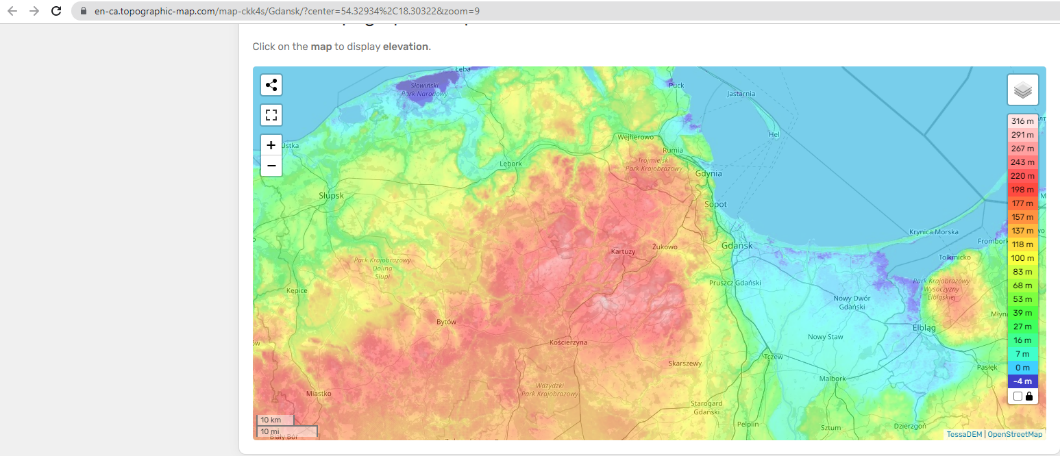 en-ca.topographic-map.com/map-ckk4s/Gdansk/?center=54.32934%2C18.30322&zoom=9
Click on the map to display elevation.
Łeba
Słowiński
Park Narodowy
Puck
Jastarnia
Hel
Ustka
Wejherowo
Rumia
Lębork
Trójmiejski
Park Krajobrazowy
Gdynia
Słupsk
Sopot
Krynica Morska
Gdańsk
Frombork
Kartuzy
Żukowo
Tolkmicko
Park Krajobrazowy
Dolina
Słupi
Pruszcz Gdański
Park Krajobrazowy
Wysoczyzny
Elbląskiej
Kępice
Nowy Dwór
Gdański
Bytów
Elbląg
Kościerzyna
Nowy Staw
Skarszewy
Tczew
Pasłęk
Malbork
Miastko
Wdzydzki
Park Krajobrazowy
Starogard
Gdański
Pelplin
Sztum
Dzierzgoń
+
−
316 m
291 m
267 m
243 m
220 m
198 m
177 m
157 m
137 m
118 m
100 m
83 m
68 m
53 m
39 m
27 m
16 m
7 m
0 m
-4 m
10 km
10 mi
TessaDEM | OpenStreetMap